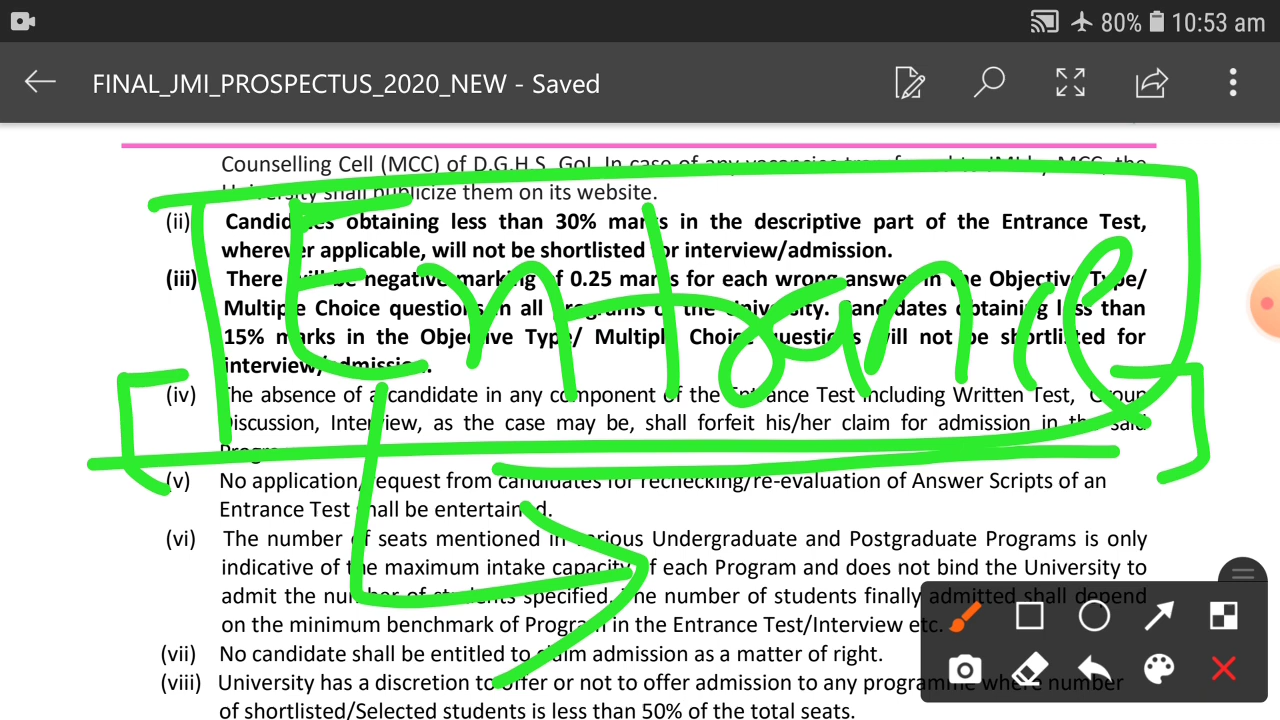 80% 10:53 am
FINAL_JMI_PROSPECTUS_2020_NEW - Saved
Counselling Cell (MCC) of D.G.H.S, GoI. In case of any vacancies transferred to JMI by MCC, the
University shall publicize them on its website.
(ii) Candidates obtaining less than 30% marks in the descriptive part of the Entrance Test,
wherever applicable, will not be shortlisted for interview/admission.
(iii) There will be negative marking of 0.25 marks for each wrong answer in the Objective Type/
Multiple Choice questions in all programs of the University. Candidates obtaining less than
15% marks in the Objective Type/ Multiple Choice questions will not be shortlisted for
interview/admission.
Entrance
(iv) The absence of a candidate in any component of the Entrance Test including Written Test, Group
Discussion, Interview, as the case may be, shall forfeit his/her claim for admission in the said
(v) No application/request from candidates for rechecking/re-evaluation of Answer Scripts of an
Entrance Test shall be entertained.
(vi) The number of seats mentioned in various Undergraduate and Postgraduate Programs is only
indicative of the maximum intake capacity of each Program and does not bind the University to
admit the number of students specified. The number of students finally admitted shall depend
on the minimum benchmark of Program in the Entrance Test/Interview etc.
(vii) No candidate shall be entitled to claim admission as a matter of right.
(viii) University has a discretion to offer or not to offer admission to any programme where number
of shortlisted/Selected students is less than 50% of the total seats.